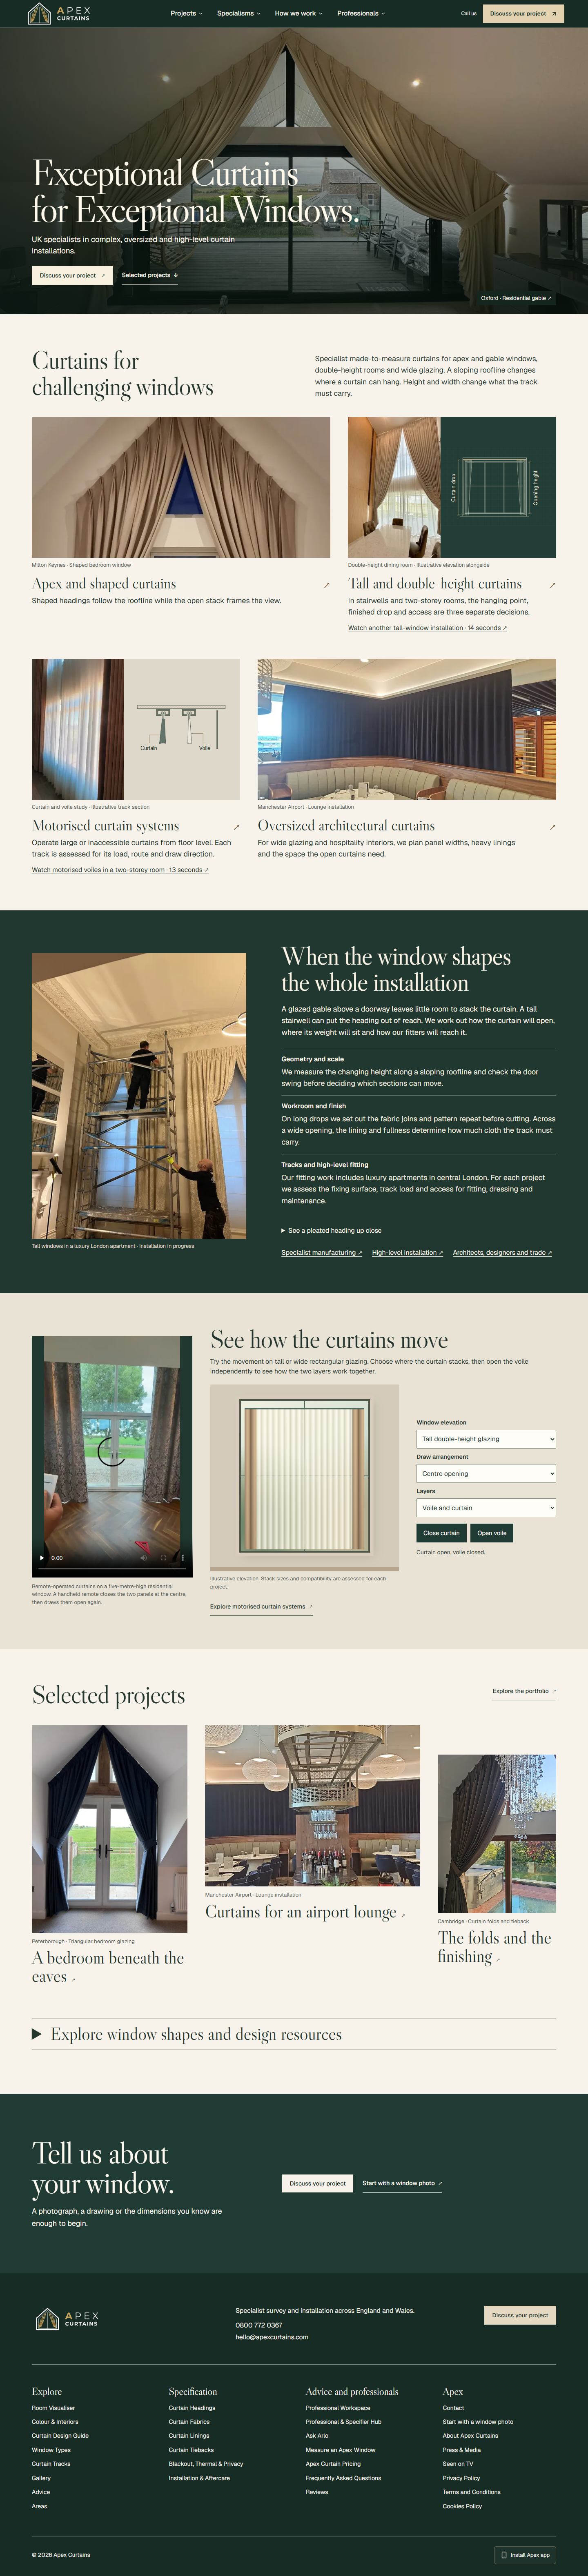 APEX
CURTAINS
Projects
Specialisms
How we work
Professionals
Call us
Discuss your project
Exceptional Curtains
for Exceptional Windows.
UK specialists in complex, oversized and high-level curtain
installations.
Discuss your project
Selected projects
Oxford · Residential gable
Curtains for
challenging windows
Specialist made-to-measure curtains for apex and gable windows,
double-height rooms and wide glazing. A sloping roofline changes
where a curtain can hang. Height and width change what the track
must carry.
Curtain drop
Opening height
Milton Keynes · Shaped bedroom window
Apex and shaped curtains
Shaped headings follow the roofline while the open stack frames the view.
Double-height dining room · Illustrative elevation alongside
Tall and double-height curtains
In stairwells and two-storey rooms, the hanging point,
finished drop and access are three separate decisions.
Watch another tall-window installation · 14 seconds
Curtain
Voile
Curtain and voile study · Illustrative track section
Motorised curtain systems
Operate large or inaccessible curtains from floor level. Each
track is assessed for its load, route and draw direction.
Watch motorised voiles in a two-storey room · 13 seconds
Manchester Airport · Lounge installation
Oversized architectural curtains
For wide glazing and hospitality interiors, we plan panel widths, heavy linings
and the space the open curtains need.
When the window shapes
the whole installation
A glazed gable above a doorway leaves little room to stack the curtain. A tall
stairwell can put the heading out of reach. We work out how the curtain will open,
where its weight will sit and how our fitters will reach it.
Geometry and scale
We measure the changing height along a sloping roofline and check the door
swing before deciding which sections can move.
Workroom and finish
On long drops we set out the fabric joins and pattern repeat before cutting. Across
a wide opening, the lining and fullness determine how much cloth the track must
carry.
Tracks and high-level fitting
Our fitting work includes luxury apartments in central London. For each project
we assess the fixing surface, track load and access for fitting, dressing and
maintenance.
See a pleated heading up close
Specialist manufacturing
High-level installation
Architects, designers and trade
Tall windows in a luxury London apartment · Installation in progress
See how the curtains move
Try the movement on tall or wide rectangular glazing. Choose where the curtain stacks, then open the voile
independently to see how the two layers work together.
0:00
Remote-operated curtains on a five-metre-high residential
window. A handheld remote closes the two panels at the centre,
then draws them open again.
Illustrative elevation. Stack sizes and compatibility are assessed for each
project.
Explore motorised curtain systems
Window elevation
Tall double-height glazing
Draw arrangement
Centre opening
Layers
Voile and curtain
Close curtain
Open voile
Curtain open, voile closed.
Selected projects
Explore the portfolio
Peterborough · Triangular bedroom glazing
A bedroom beneath the
eaves
Manchester Airport · Lounge installation
Curtains for an airport lounge
Cambridge · Curtain folds and tieback
The folds and the
finishing
Explore window shapes and design resources
Tell us about
your window.
A photograph, a drawing or the dimensions you know are
enough to begin.
Discuss your project
Start with a window photo
APEX
CURTAINS
Specialist survey and installation across England and Wales.
0800 772 0367
hello@apexcurtains.com
Discuss your project
Explore
Room Visualiser
Colour & Interiors
Curtain Design Guide
Window Types
Curtain Tracks
Gallery
Advice
Areas
Specification
Curtain Headings
Curtain Fabrics
Curtain Linings
Curtain Tiebacks
Blackout, Thermal & Privacy
Installation & Aftercare
Advice and professionals
Professional Workspace
Professional & Specifier Hub
Ask Arlo
Measure an Apex Window
Apex Curtain Pricing
Frequently Asked Questions
Reviews
Apex
Contact
Start with a window photo
About Apex Curtains
Press & Media
Seen on TV
Privacy Policy
Terms and Conditions
Cookies Policy
© 2026 Apex Curtains
Install Apex app